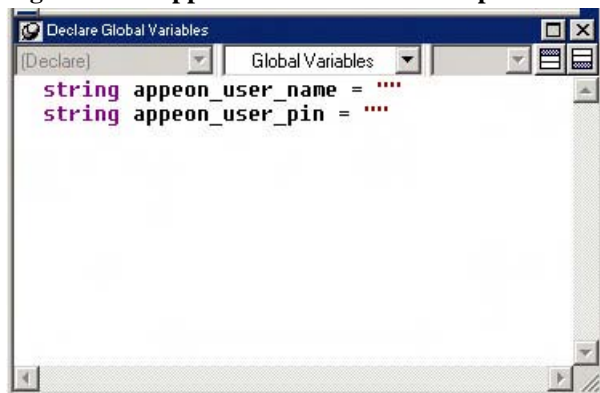 Declare Global Variables
(Declare) Global Variables
string appeon_user_name = ""
string appeon_user_pin = ""